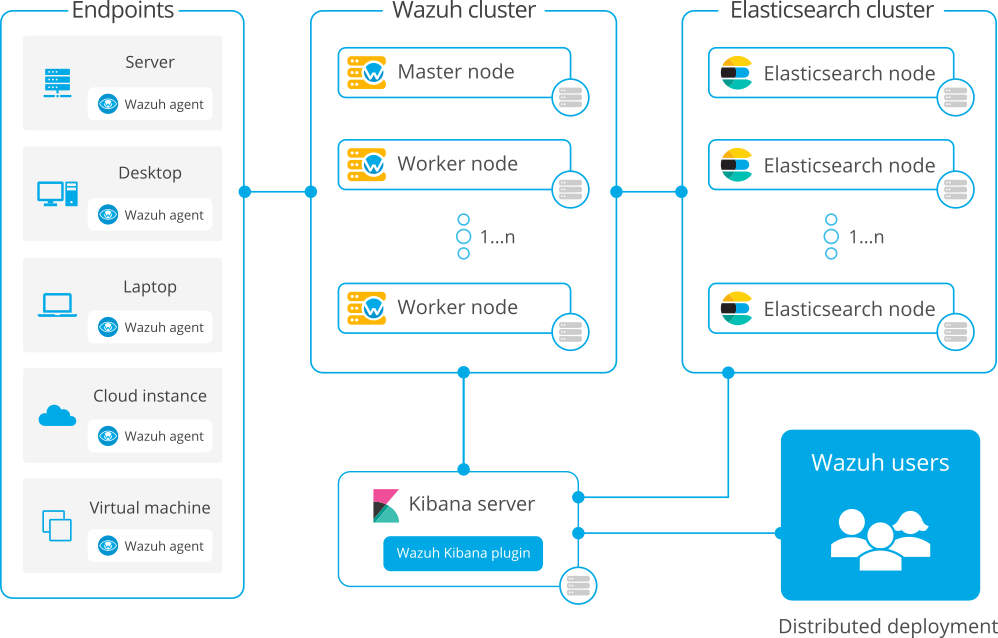 Endpoints
Server
Wazuh agent
Desktop
Wazuh agent
Laptop
Wazuh agent
Cloud instance
Wazuh agent
Virtual machine
Wazuh agent
Wazuh cluster
Master node
Worker node
1...n
Worker node
Elasticsearch cluster
Elasticsearch node
Elasticsearch node
1...n
Elasticsearch node
Kibana server
Wazuh Kibana plugin
Wazuh users
Distributed deployment